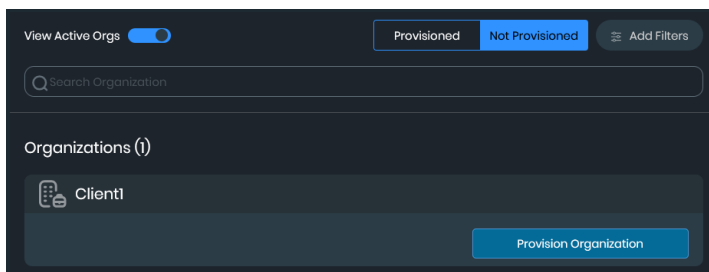 View Active Orgs Provisioned Not Provisioned Add Filters
Search Organization
Organizations (1)
Client1
Provision Organization